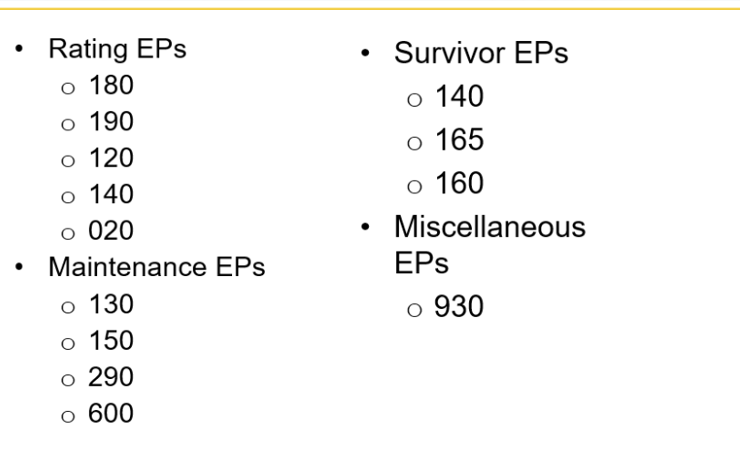 • Rating EPs
o 180
o 190
o 120
o 140
o 020
• Maintenance EPs
o 130
o 150
o 290
o 600
• Survivor EPs
o 140
o 165
o 160
• Miscellaneous
EPs
o 930